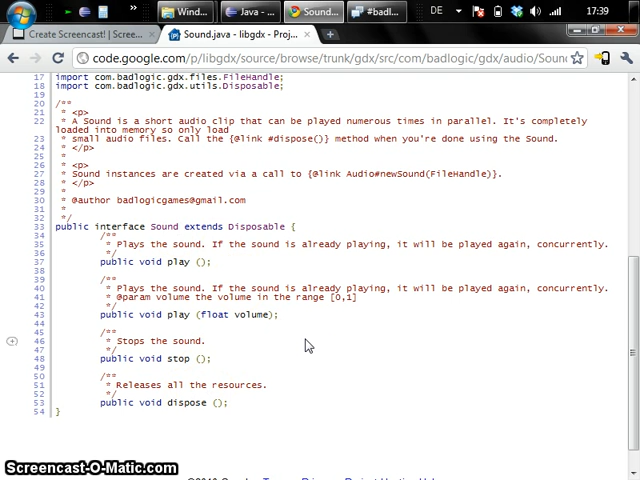 Wind...
Java - ...
Sound...
#badl...
DE
17:39
Create Screencast! | Scree...
Sound.java - libgdx - Proj...
code.google.com/p/libgdx/source/browse/trunk/gdx/src/com/badlogic/gdx/audio/Soun
17 import com.badlogic.gdx.files.FileHandle;
18 import com.badlogic.gdx.utils.Disposable;
19
20 /**
21 * <p>
22 * A Sound is a short audio clip that can be played numerous times in parallel. It's completely
loaded into memory so only load
23 * small audio files. Call the {@link #dispose()} method when you're done using the Sound.
24 * </p>
25 *
26 * <p>
27 * Sound instances are created via a call to {@link Audio#newSound(FileHandle)}.
28 * </p>
29 *
30 * @author badlogicgames@gmail.com
31 *
32 */
33 public interface Sound extends Disposable {
34 /**
35 * Plays the sound. If the sound is already playing, it will be played again, concurrently.
36 */
37 public void play ();
38
39 /**
40 * Plays the sound. If the sound is already playing, it will be played again, concurrently.
41 * @param volume the volume in the range [0,1]
42 */
43 public void play (float volume);
44
45 /**
46 * Stops the sound.
47 */
48 public void stop ();
49
50 /**
51 * Releases all the resources.
52 */
53 public void dispose ();
54 }
Screencast-O-Matic.com